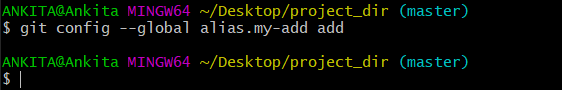 ANKITA@Ankita MINGW64 ~/Desktop/project_dir (master)
$ git config --global alias.my-add add
ANKITA@Ankita MINGW64 ~/Desktop/project_dir (master)
$